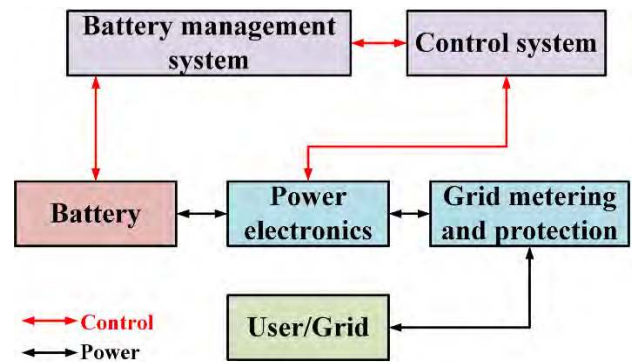 Battery management
system
Control system
Battery
Power
electronics
Grid metering
and protection
User/Grid
Control
Power